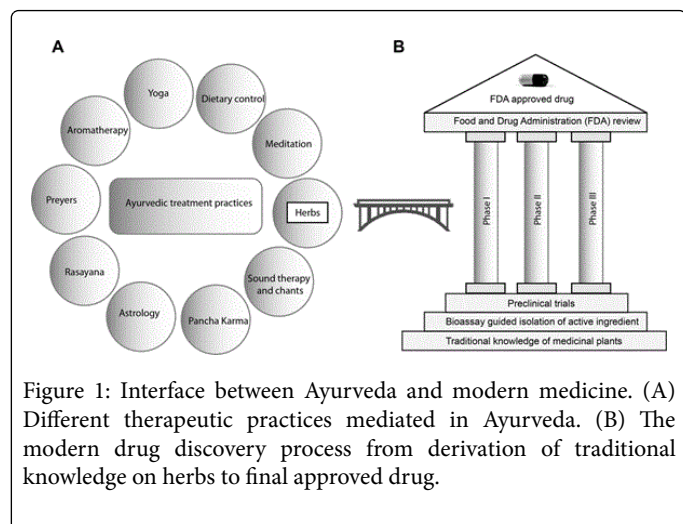 A
Yoga
Dietary control
Aromatherapy
Meditation
Preyers
Ayurvedic treatment practices
Herbs
Rasayana
Sound therapy
and chants
Astrology
Pancha Karma
B
FDA approved drug
Food and Drug Administration (FDA) review
Phase I
Phase II
Phase III
Preclinical trials
Bioassay guided isolation of active ingredient
Traditional knowledge of medicinal plants
Figure 1: Interface between Ayurveda and modern medicine. (A)
Different therapeutic practices mediated in Ayurveda. (B) The
modern drug discovery process from derivation of traditional
knowledge on herbs to final approved drug.